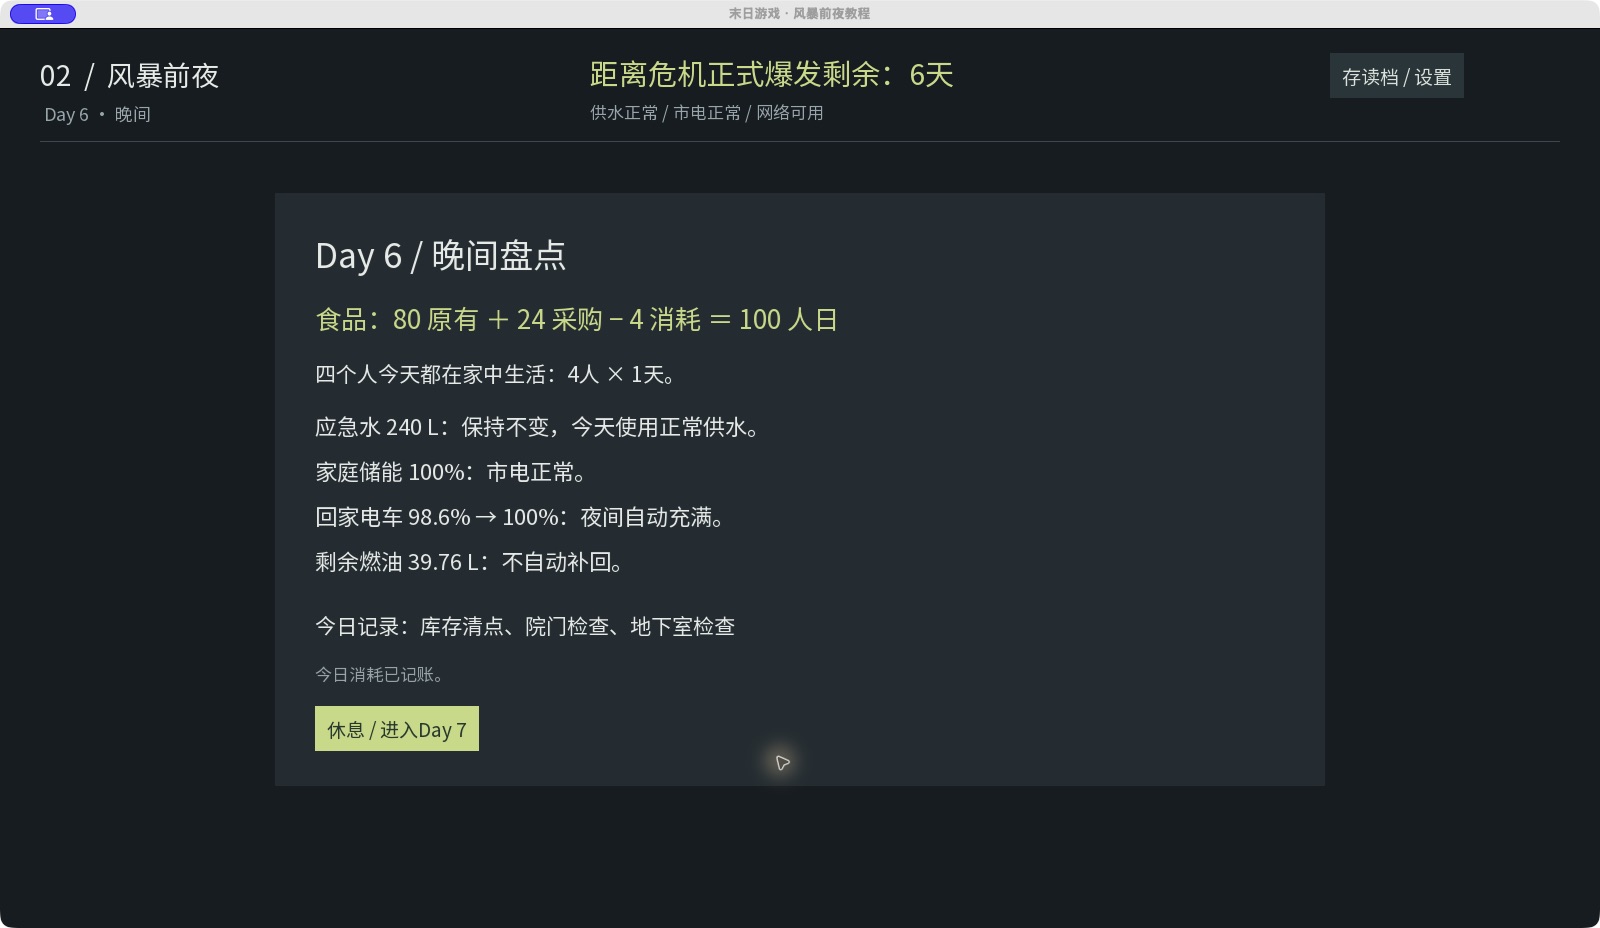 末日游戏 · 风暴前夜教程
02 / 风暴前夜
Day 6 · 晚间
距离危机正式爆发剩余：6天
供水正常 / 市电正常 / 网络可用
存读档 / 设置
Day 6 / 晚间盘点
食品：80 原有 ＋ 24 采购 − 4 消耗 ＝ 100 人日
四个人今天都在家中生活：4人 × 1天。
应急水 240 L：保持不变，今天使用正常供水。
家庭储能 100%：市电正常。
回家电车 98.6% → 100%：夜间自动充满。
剩余燃油 39.76 L：不自动补回。
今日记录：库存清点、院门检查、地下室检查
今日消耗已记账。
休息 / 进入Day 7